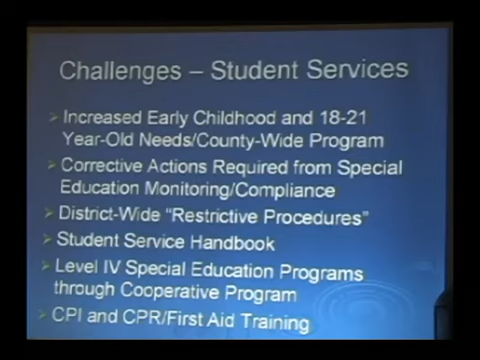 Challenges – Student Services
Increased Early Childhood and 18-21
Year-Old Needs/County-Wide Program
Corrective Actions Required from Special
Education Monitoring/Compliance
District-Wide "Restrictive Procedures"
Student Service Handbook
Level IV Special Education Programs
through Cooperative Program
CPI and CPR/First Aid Training